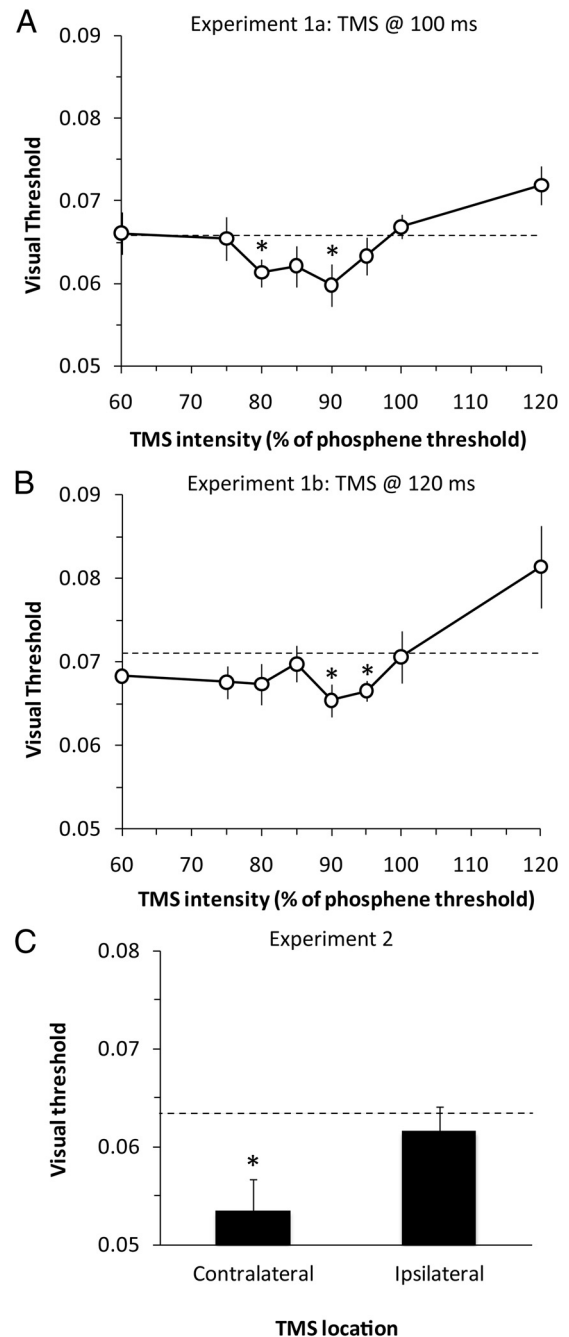 A
Experiment 1a: TMS @ 100 ms
0.09
0.08
0.07
0.06
0.05
Visual Threshold
*
*
60 70 80 90 100 110 120
TMS intensity (% of phosphene threshold)
B
Experiment 1b: TMS @ 120 ms
0.09
0.08
0.07
0.06
0.05
Visual Threshold
*
*
60 70 80 90 100 110 120
TMS intensity (% of phosphene threshold)
C
Experiment 2
0.08
0.07
0.06
0.05
Visual threshold
*
Contralateral Ipsilateral
TMS location